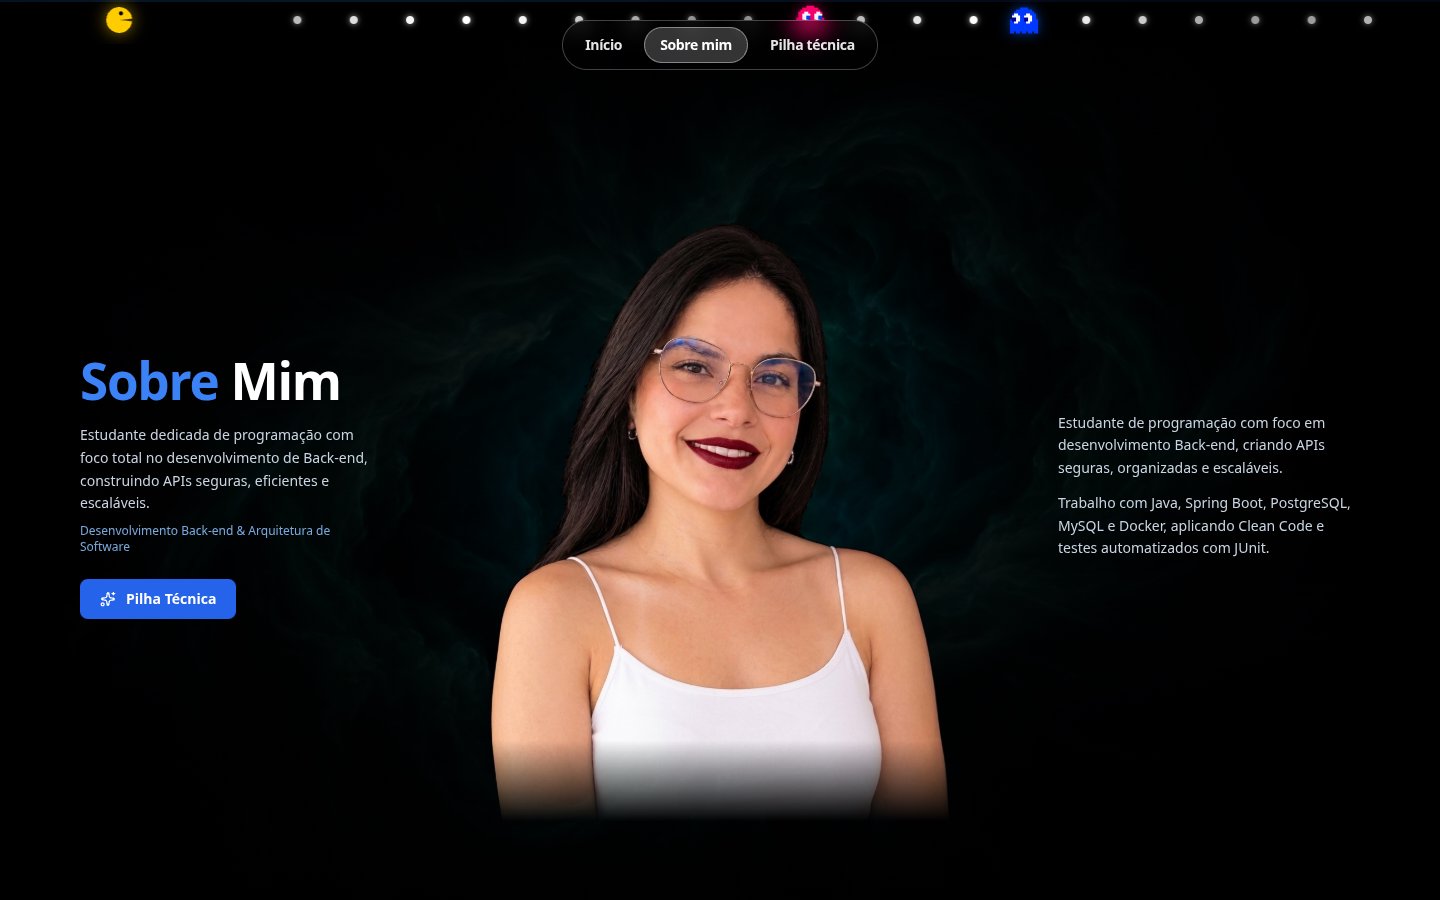 Início
Sobre mim
Pilha técnica
Sobre Mim
Estudante dedicada de programação com
foco total no desenvolvimento de Back-end,
construindo APIs seguras, eficientes e
escaláveis.
Desenvolvimento Back-end & Arquitetura de
Software
Pilha Técnica
Estudante de programação com foco em
desenvolvimento Back-end, criando APIs
seguras, organizadas e escaláveis.
Trabalho com Java, Spring Boot, PostgreSQL,
MySQL e Docker, aplicando Clean Code e
testes automatizados com JUnit.